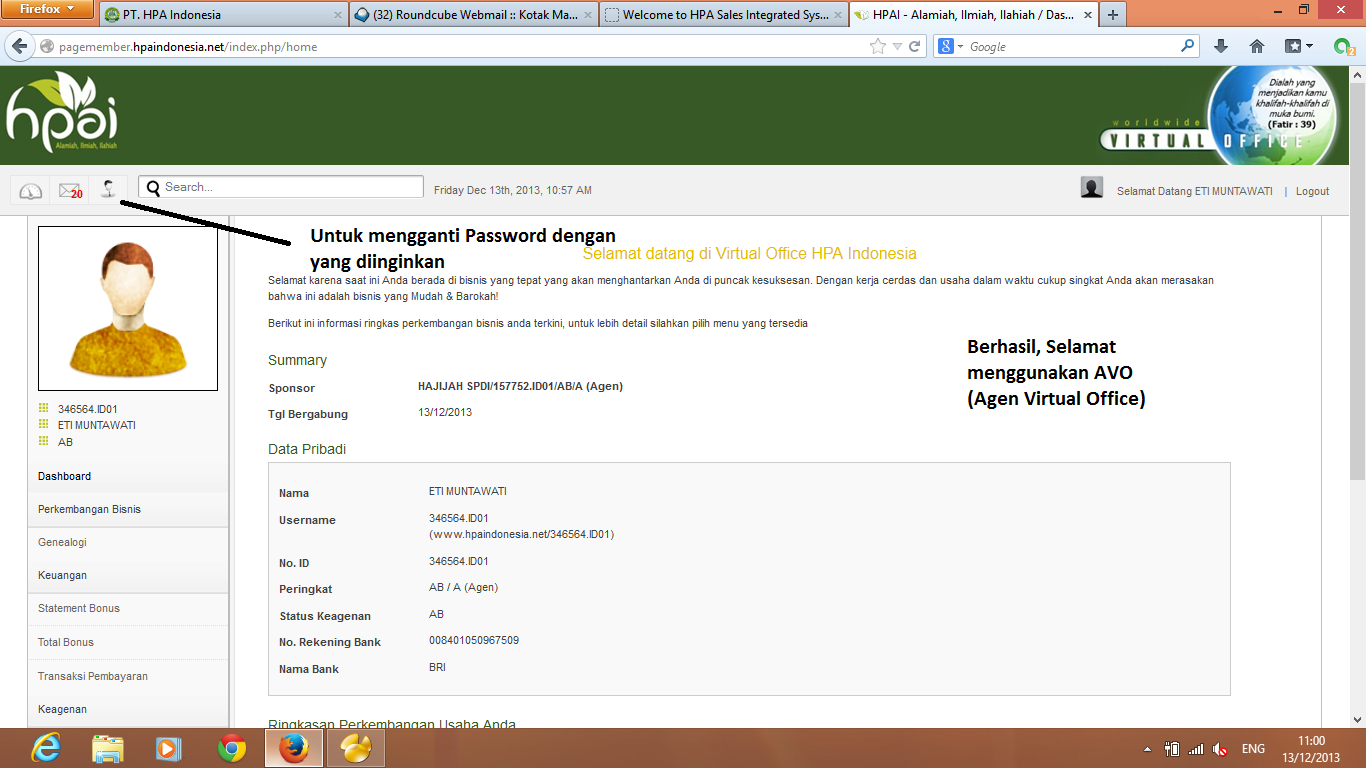 Firefox
PT. HPA Indonesia
(32) Roundcube Webmail :: Kotak Ma...
Welcome to HPA Sales Integrated Sys...
HPAI - Alamiah, Ilmiah, Ilahiah / Das...
pagemember.hpaindonesia.net/index.php/home
Google
2
hpai
Alamiah, Ilmiah, Ilahiah
worldwide
VIRTUAL OFFICE
Dialah yang
menjadikan kamu
khalifah-khalifah di
muka bumi.
(Fatir : 39)
20
Search...
Friday Dec 13th, 2013, 10:57 AM
Selamat Datang ETI MUNTAWATI | Logout
Untuk mengganti Password dengan
yang diinginkan
Selamat datang di Virtual Office HPA Indonesia
Selamat karena saat ini Anda berada di bisnis yang tepat yang akan menghantarkan Anda di puncak kesuksesan. Dengan kerja cerdas dan usaha dalam waktu cukup singkat Anda akan merasakan
bahwa ini adalah bisnis yang Mudah & Barokah!
Berikut ini informasi ringkas perkembangan bisnis anda terkini, untuk lebih detail silahkan pilih menu yang tersedia
Berhasil, Selamat
menggunakan AVO
(Agen Virtual Office)
Summary
Sponsor HAJIJAH SPDI/157752.ID01/AB/A (Agen)
Tgl Bergabung 13/12/2013
346564.ID01
ETI MUNTAWATI
AB
Dashboard
Perkembangan Bisnis
Genealogi
Keuangan
Statement Bonus
Total Bonus
Transaksi Pembayaran
Keagenan
Data Pribadi
Nama ETI MUNTAWATI
Username 346564.ID01
(www.hpaindonesia.net/346564.ID01)
No. ID 346564.ID01
Peringkat AB / A (Agen)
Status Keagenan AB
No. Rekening Bank 008401050967509
Nama Bank BRI
Ringkasan Perkembangan Usaha Anda
ENG
11:00
13/12/2013